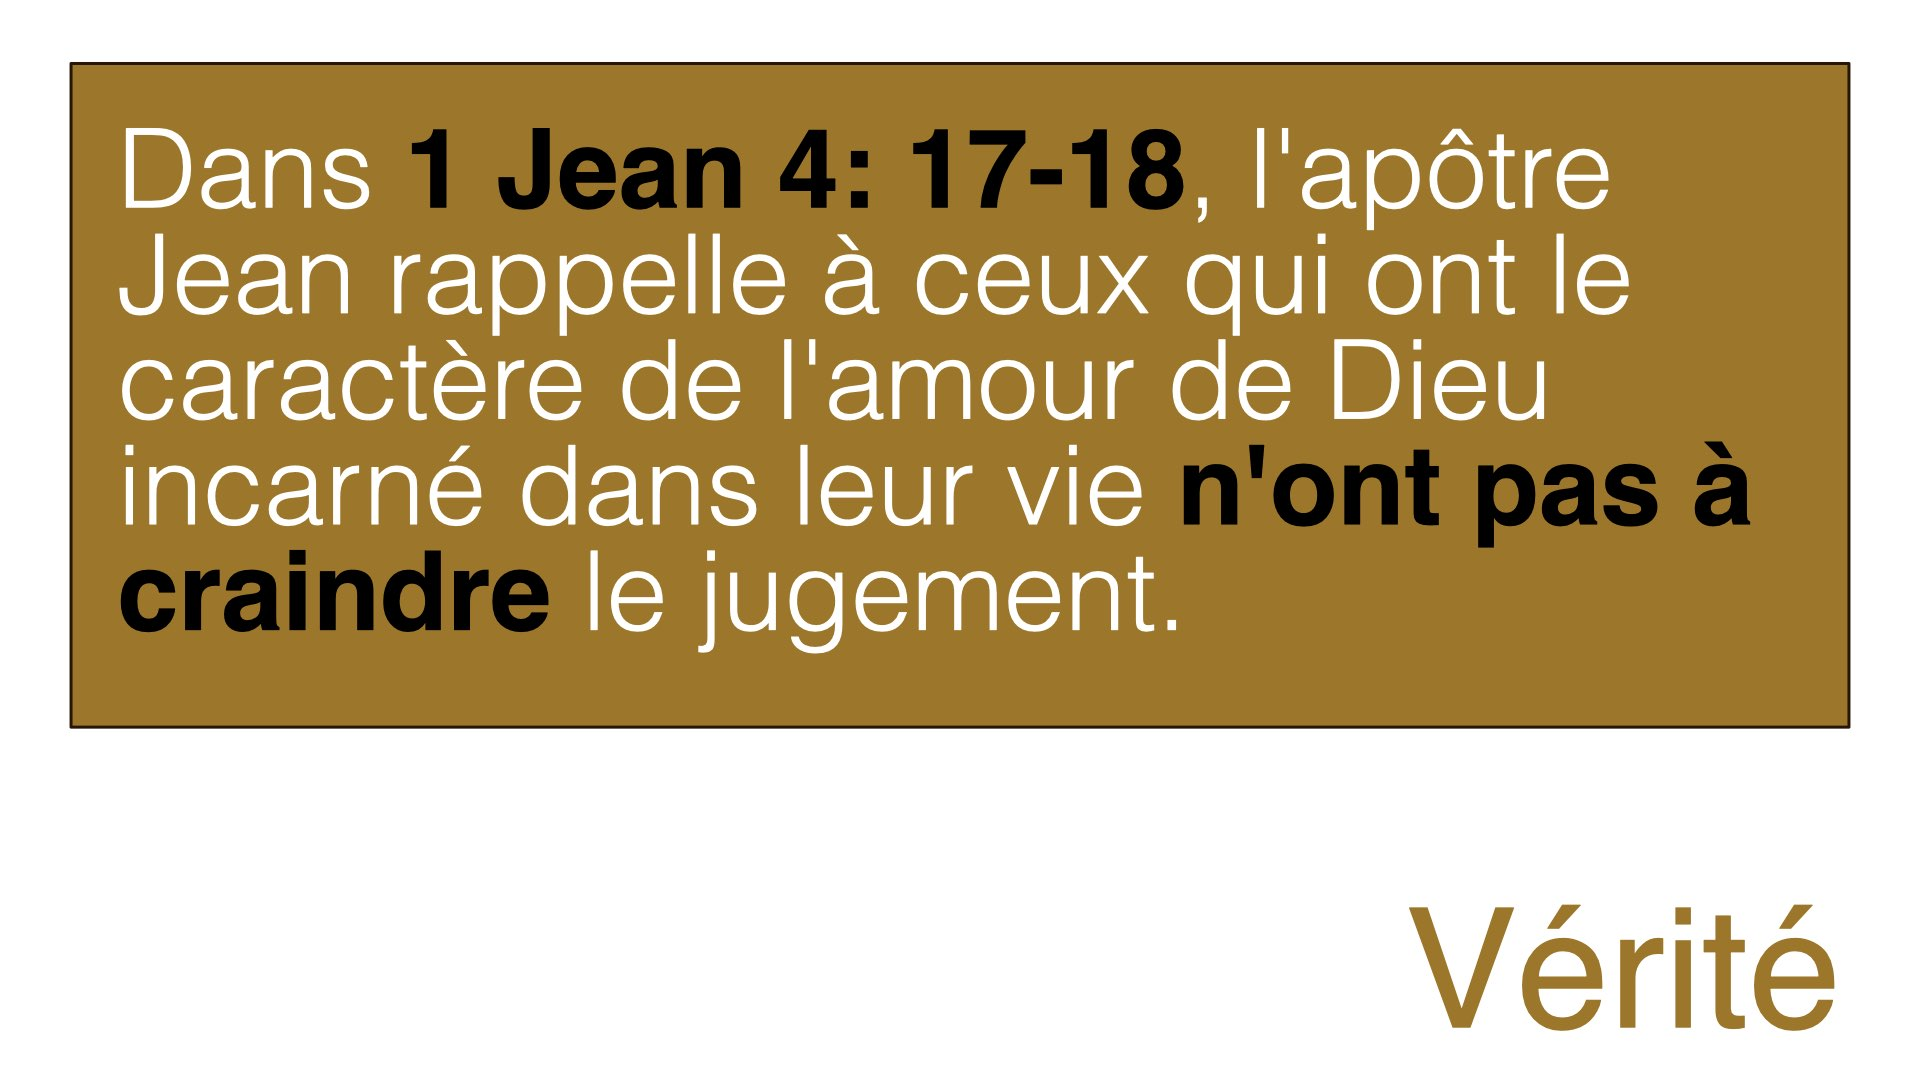 Dans 1 Jean 4: 17-18, l'apôtre
Jean rappelle à ceux qui ont le
caractère de l'amour de Dieu
incarné dans leur vie n'ont pas à
craindre le jugement.
Vérité